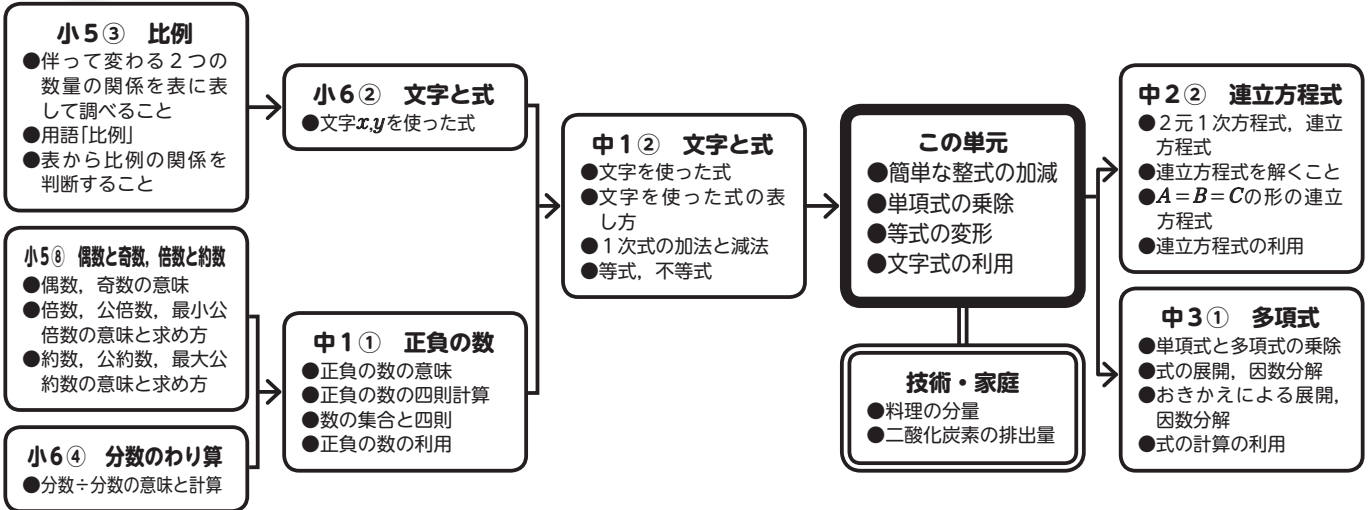 小5③ 比例
●伴って変わる2つの
数量の関係を表に表
して調べること
●用語「比例」
●表から比例の関係を
判断すること
小5⑧ 偶数と奇数，倍数と約数
●偶数，奇数の意味
●倍数，公倍数，最小公
倍数の意味と求め方
●約数，公約数，最大公
約数の意味と求め方
小6④ 分数のわり算
●分数÷分数の意味と計算
小6② 文字と式
●文字x,yを使った式
中1① 正負の数
●正負の数の意味
●正負の数の四則計算
●数の集合と四則
●正負の数の利用
中1② 文字と式
●文字を使った式
●文字を使った式の表
し方
●1次式の加法と減法
●等式，不等式
この単元
●簡単な整式の加減
●単項式の乗除
●等式の変形
●文字式の利用
技術・家庭
●料理の分量
●二酸化炭素の排出量
中2② 連立方程式
●2元1次方程式，連立
方程式
●連立方程式を解くこと
●A＝B＝Cの形の連立
方程式
●連立方程式の利用
中3① 多項式
●単項式と多項式の乗除
●式の展開，因数分解
●おきかえによる展開，
因数分解
●式の計算の利用